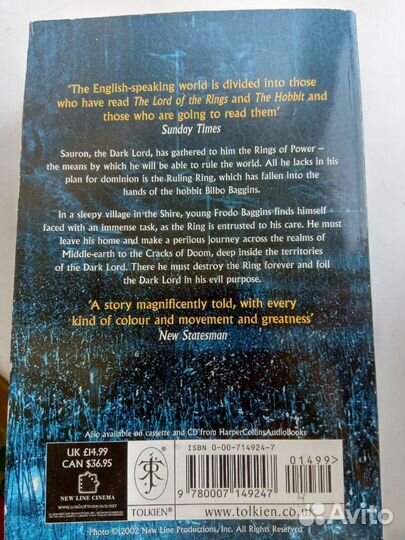 ‘The English-speaking world is divided into those
who have read The Lord of the Rings and The Hobbit and
those who are going to read them’
Sunday Times
Sauron, the Dark Lord, has gathered to him the Rings of Power –
the means by which he will be able to rule the world. All he lacks in his
plan for dominion is the Ruling Ring, which has fallen into the
hands of the hobbit Bilbo Baggins.
In a sleepy village in the Shire, young Frodo Baggins finds himself
faced with an immense task, as the Ring is entrusted to his care. He must
leave his home and make a perilous journey across the realms of
Middle-earth to the Cracks of Doom, deep inside the territories
of the Dark Lord. There he must destroy the Ring forever and foil
the Dark Lord in his evil purpose.
‘A story magnificently told, with every
kind of colour and movement and greatness’
New Statesman
Also available on cassette and CD from HarperCollinsAudioBooks
UK £14.99
CAN $36.95
NEW LINE CINEMA
TOLKIEN®
ISBN 0-00-714924-7
01499>
9 780007 149247
www.tolkien.co.uk
Photo ©2002 New Line Productions, Inc. All Rights Reserved
Avito